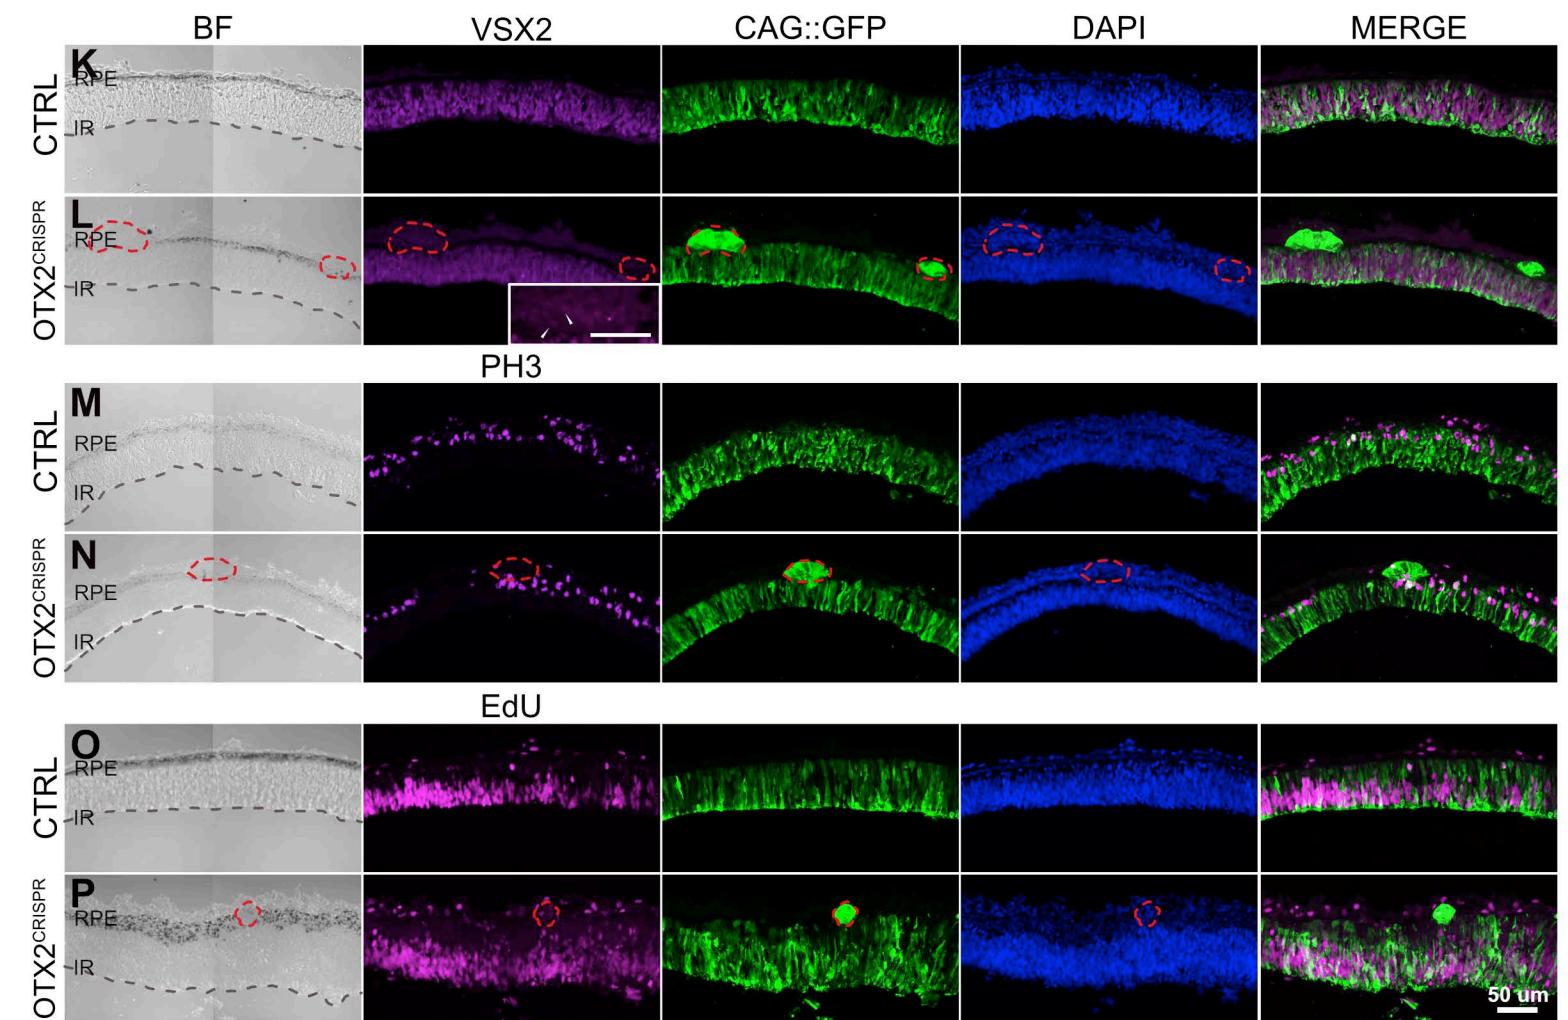 BF VSX2 CAG::GFP DAPI MERGE
CTRL
K
RPE
IR
OTX2CRISPR
L
RPE
IR
PH3
CTRL
M
RPE
IR
OTX2CRISPR
N
RPE
IR
EdU
CTRL
O
RPE
IR
OTX2CRISPR
P
RPE
IR
50 um